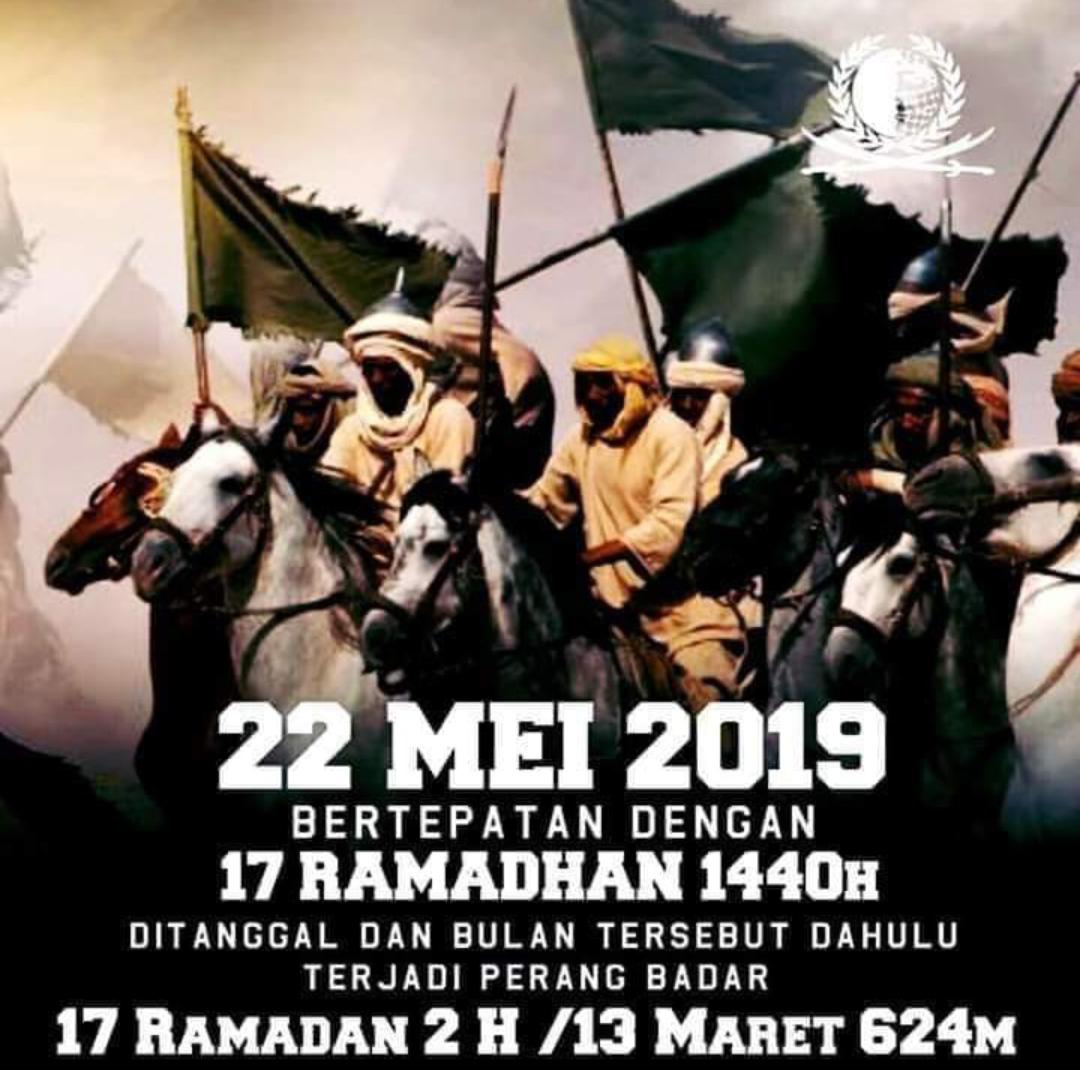 22 MEI 2019
BERTEPATAN DENGAN
17 RAMADHAN 1440H
DITANGGAL DAN BULAN TERSEBUT DAHULU
TERJADI PERANG BADAR
17 RAMADAN 2 H /13 MARET 624M